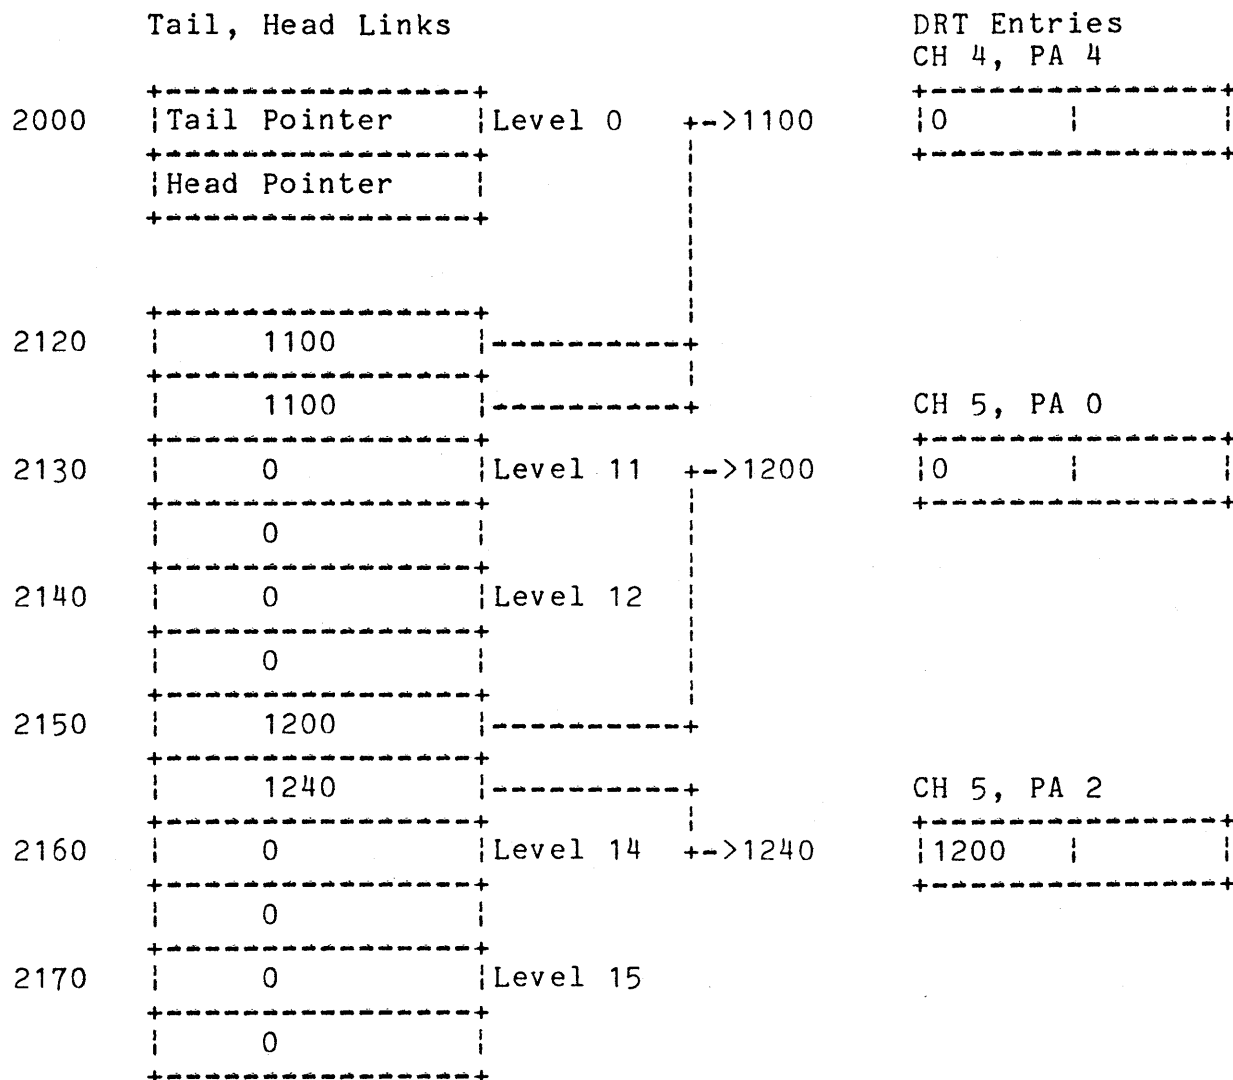 Tail, Head Links DRT Entries
CH 4, PA 4
2000 Tail Pointer Level 0 +->1100 0
Head Pointer
2120 1100
1100 CH 5, PA 0
2130 0 Level 11 +->1200 0
0
2140 0 Level 12
0
2150 1200
1240 CH 5, PA 2
2160 0 Level 14 +->1240 1200
0
2170 0 Level 15
0